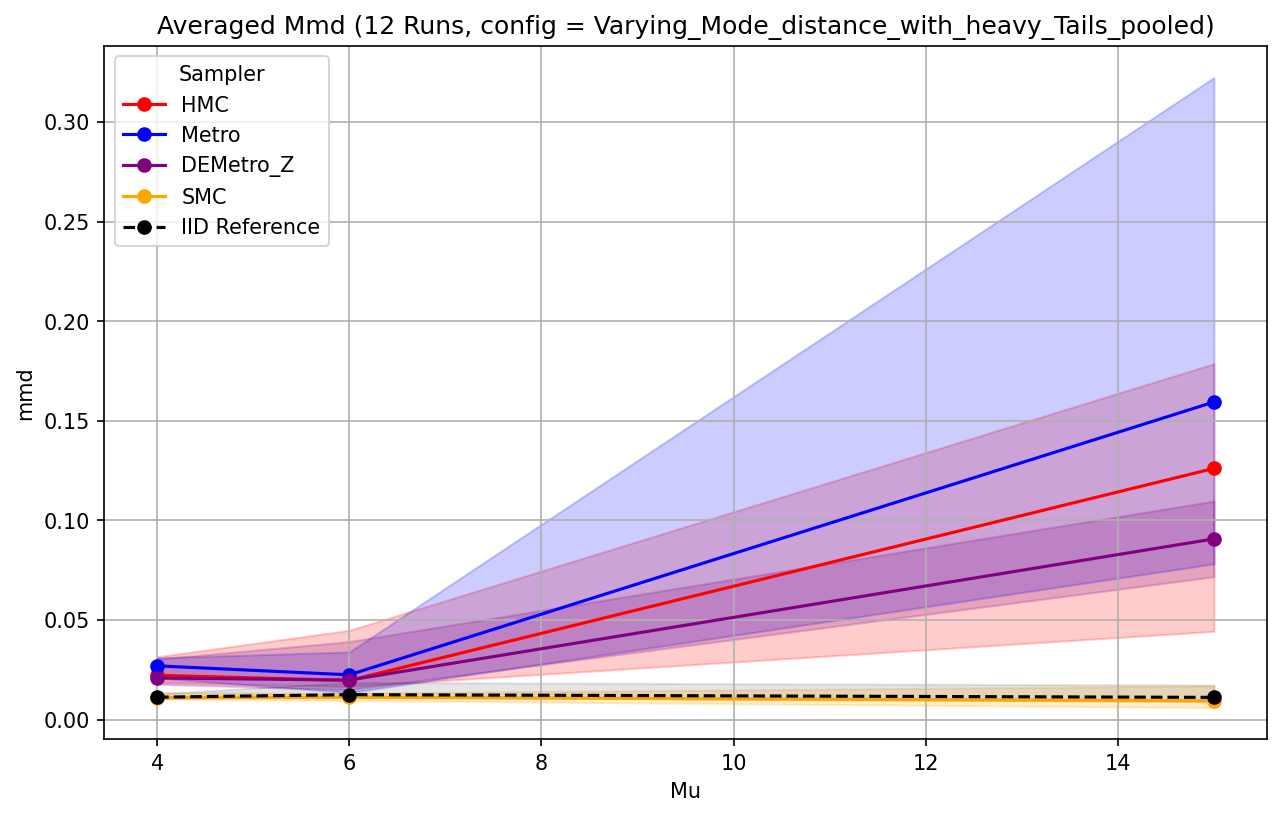 Averaged Mmd (12 Runs, config = Varying_Mode_distance_with_heavy_Tails_pooled)
Sampler
HMC
Metro
DEMetro_Z
SMC
IID Reference
mmd
0.30
0.25
0.20
0.15
0.10
0.05
0.00
4 6 8 10 12 14
Mu